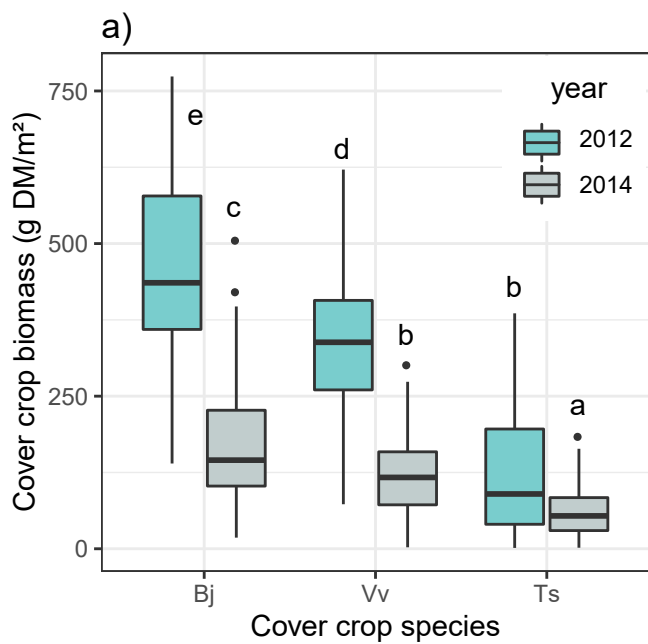 a)
Cover crop biomass (g DM/m²)
750
500
250
0
e
c
d
b
b
a
year
2012
2014
Bj
Vv
Ts
Cover crop species